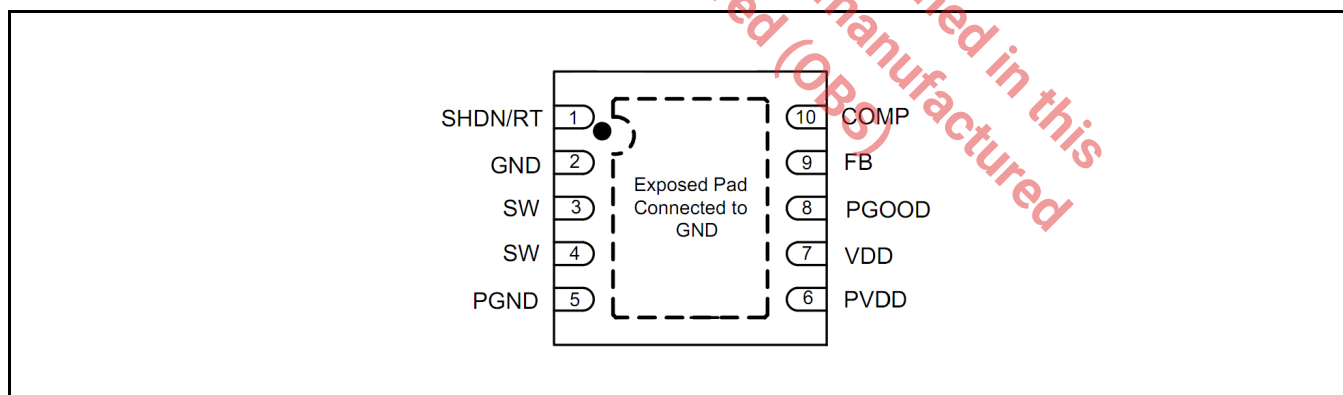 SHDN/RT 1
GND 2
SW 3
SW 4
PGND 5
Exposed Pad
Connected to
GND
10 COMP
9 FB
8 PGOOD
7 VDD
6 PVDD
in this
manufactured
(OBS)